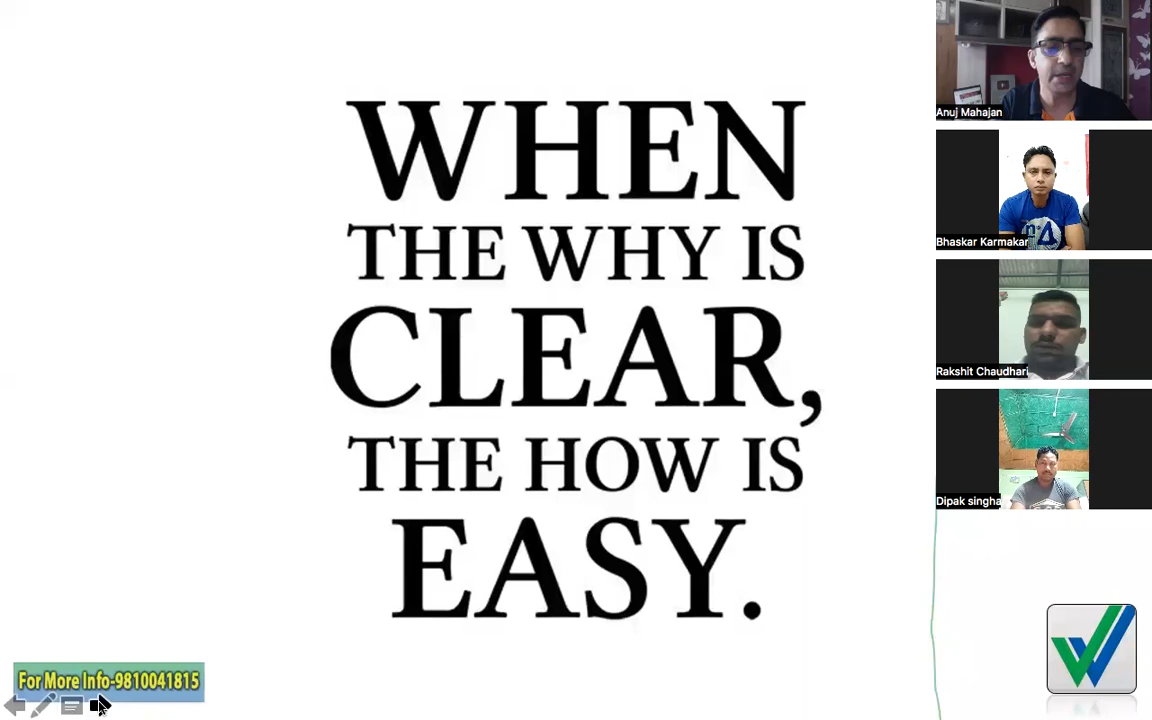 WHEN
THE WHY IS
CLEAR,
THE HOW IS
EASY.
Anuj Mahajan
Bhaskar Karmakar
Rakshit Chaudhari
Dipak singha
For More Info-9810041815